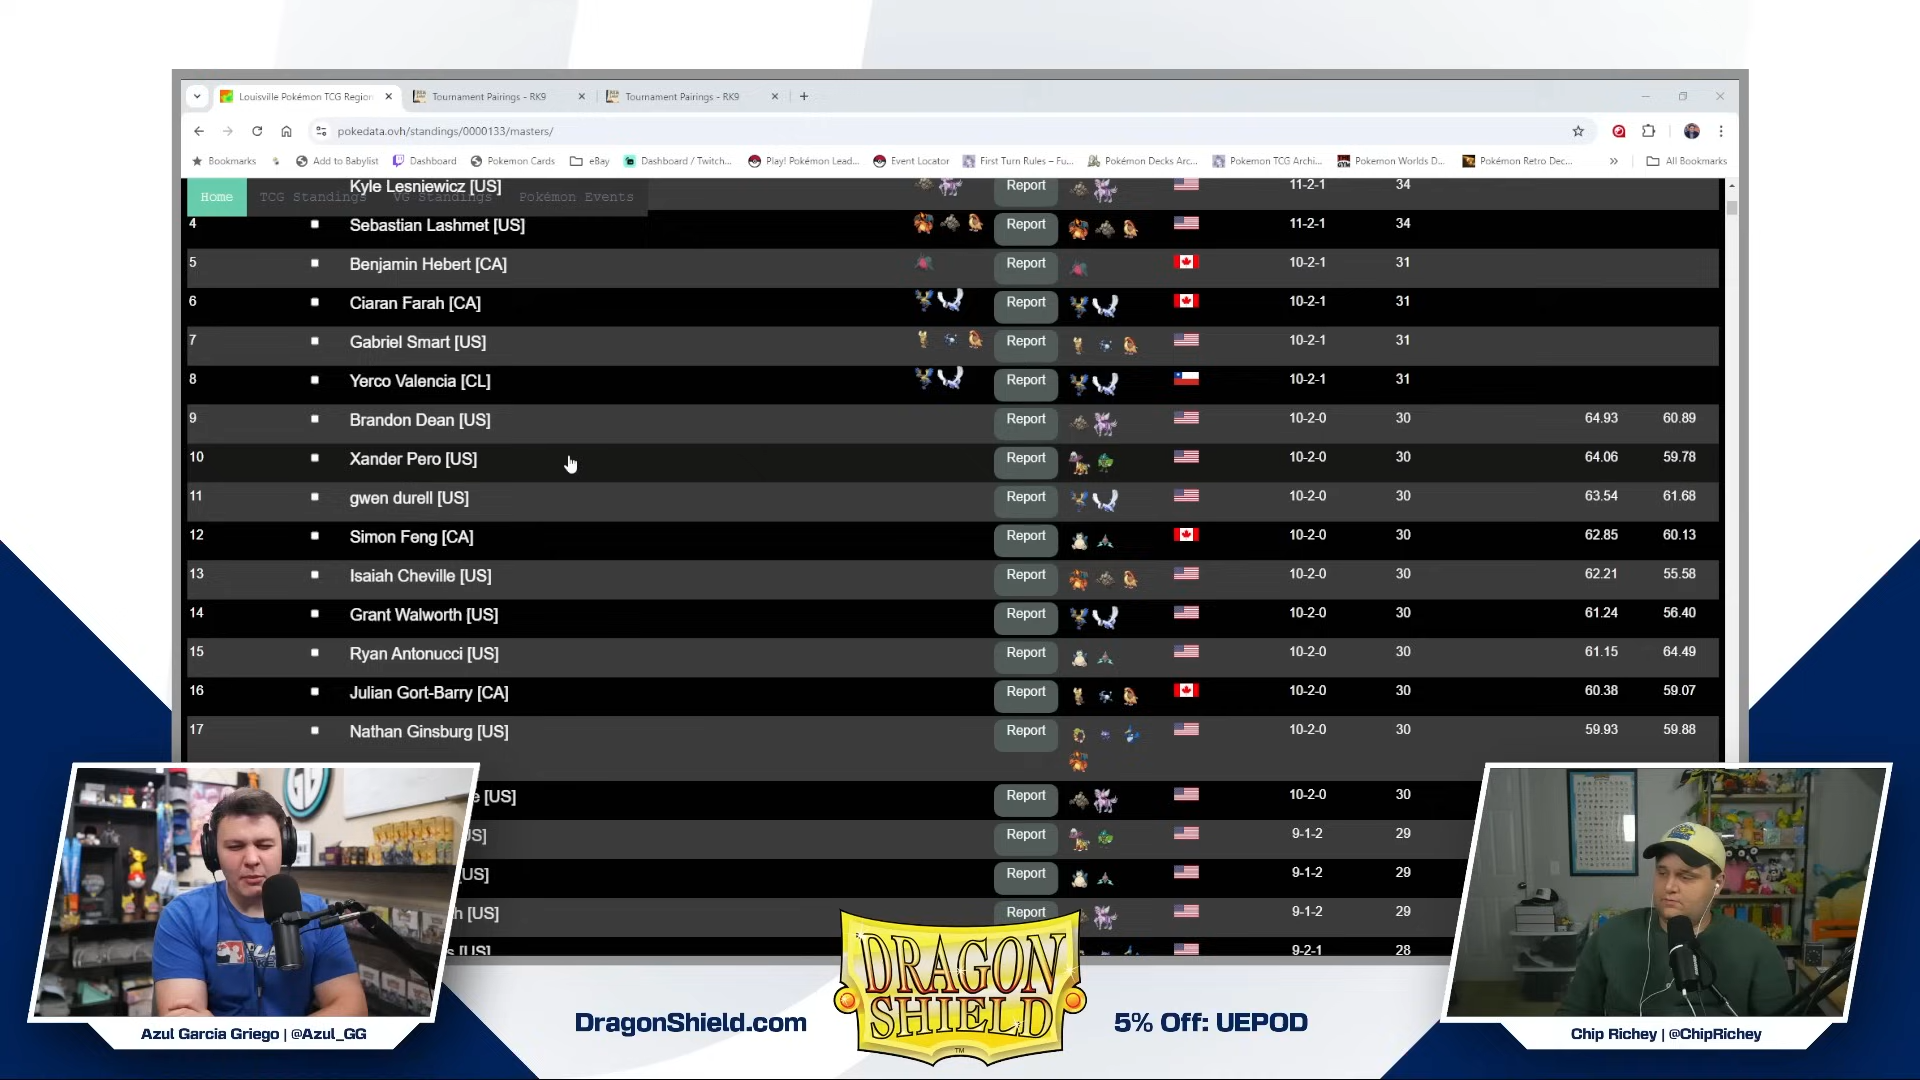 Louisville Pokémon TCG Region
Tournament Pairings - RK9
Tournament Pairings - RK9
pokedata.ovh/standings/0000133/masters/
Bookmarks
Add to Babylist
Dashboard
Pokemon Cards
eBay
Dashboard / Twitch...
Play! Pokémon Lead...
Event Locator
First Turn Rules – Fu...
Pokémon Decks Arc...
Pokemon TCG Archi...
Pokemon Worlds D...
Pokémon Retro Dec...
All Bookmarks
Home TCG Standings VG Standings Pokémon Events
Kyle Lesniewicz [US] Report 11-2-1 34
4 Sebastian Lashmet [US] Report 11-2-1 34
5 Benjamin Hebert [CA] Report 10-2-1 31
6 Ciaran Farah [CA] Report 10-2-1 31
7 Gabriel Smart [US] Report 10-2-1 31
8 Yerco Valencia [CL] Report 10-2-1 31
9 Brandon Dean [US] Report 10-2-0 30 64.93 60.89
10 Xander Pero [US] Report 10-2-0 30 64.06 59.78
11 gwen durell [US] Report 10-2-0 30 63.54 61.68
12 Simon Feng [CA] Report 10-2-0 30 62.85 60.13
13 Isaiah Cheville [US] Report 10-2-0 30 62.21 55.58
14 Grant Walworth [US] Report 10-2-0 30 61.24 56.40
15 Ryan Antonucci [US] Report 10-2-0 30 61.15 64.49
16 Julian Gort-Barry [CA] Report 10-2-0 30 60.38 59.07
17 Nathan Ginsburg [US] Report 10-2-0 30 59.93 59.88
e [US] Report 10-2-0 30
US] Report 9-1-2 29
[US] Report 9-1-2 29
h [US] Report 9-1-2 29
s [US] 9-2-1 28
DRAGON
SHIELD
TM
DragonShield.com
5% Off: UEPOD
Azul Garcia Griego | @Azul_GG
Chip Richey | @ChipRichey